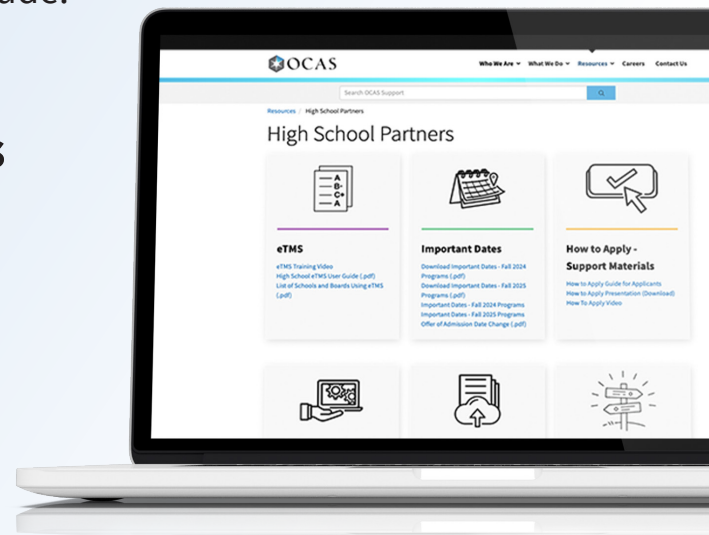 OCAS
Who We Are What We Do Resources Careers Contact Us
Search OCAS Support
Resources / High School Partners
High School Partners
A
B-
C+
A
eTMS
eTMS Training Video
High School eTMS User Guide (.pdf)
List of Schools and Boards Using eTMS
(.pdf)
Important Dates
Download Important Dates - Fall 2024
Programs (.pdf)
Download Important Dates - Fall 2025
Programs (.pdf)
Important Dates - Fall 2024 Programs
Important Dates - Fall 2025 Programs
Offer of Admission Date Change (.pdf)
How to Apply -
Support Materials
How to Apply Guide for Applicants
How to Apply Presentation (Download)
How To Apply Video